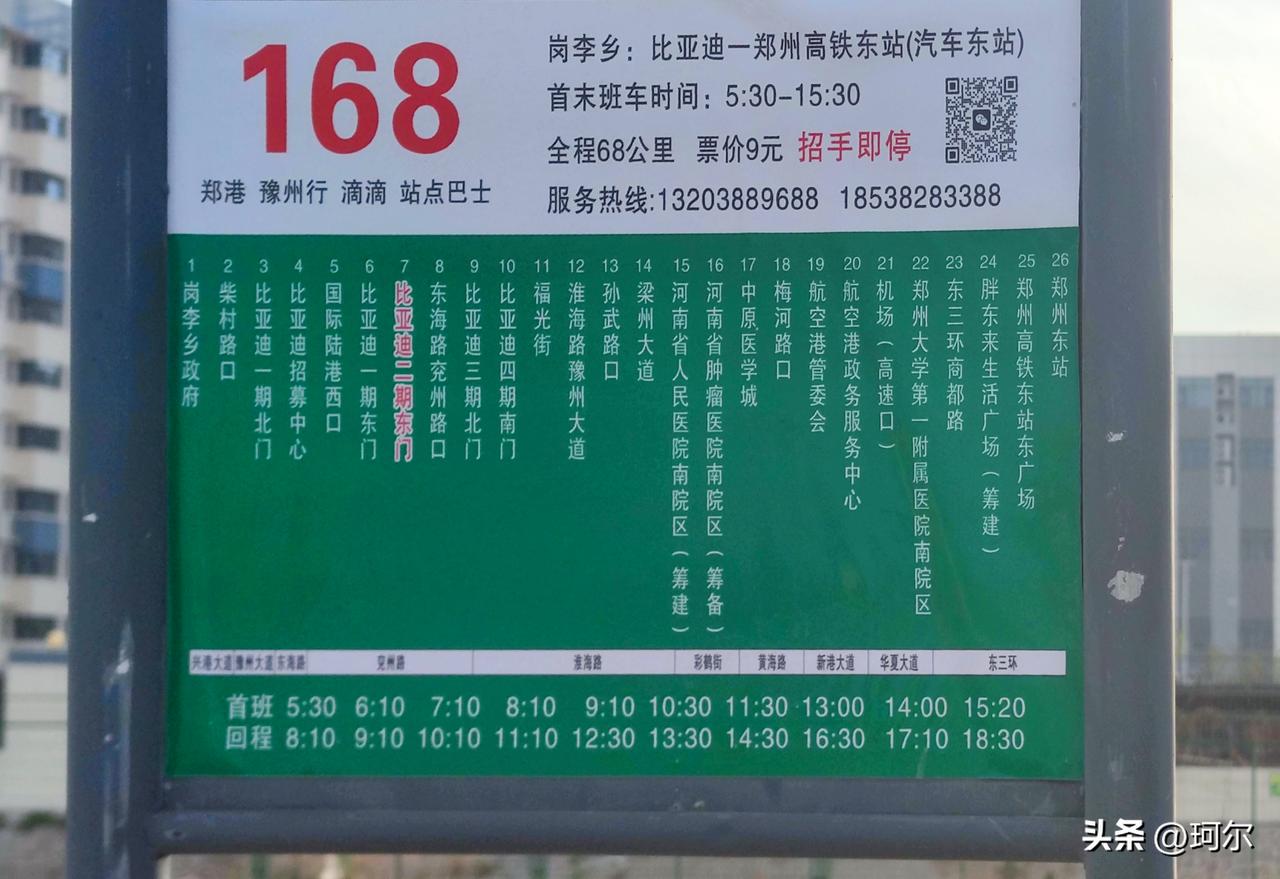 168
郑港 豫州行 滴滴 站点巴士
岗李乡：比亚迪一郑州高铁东站(汽车东站)
首末班车时间：5:30-15:30
全程68公里 票价9元 招手即停
服务热线:13203889688 18538283388
1 岗李乡政府
2 柴村路口
3 比亚迪一期北门
4 比亚迪招募中心
5 国际陆港西口
6 比亚迪一期东门
7 比亚迪二期东门
8 东海路兖州路口
9 比亚迪三期北门
10 比亚迪四期南门
11 福光街
12 淮海路豫州大道
13 孙武路口
14 梁州大道
15 河南省人民医院南院区(筹建)
16 河南省肿瘤医院南院区(筹备)
17 中原医学城
18 梅河路口
19 航空港管委会
20 航空港政务服务中心
21 机场(高速口)
22 郑州大学第一附属医院南院区
23 东三环商都路
24 胖东来生活广场(筹建)
25 郑州高铁东站东广场
26 郑州东站
兴港大道 豫州大道 东海路 兖州路 淮海路 彩鹤街 黄海路 新港大道 华夏大道 东三环
首班 5:30 6:10 7:10 8:10 9:10 10:30 11:30 13:00 14:00 15:20
回程 8:10 9:10 10:10 11:10 12:30 13:30 14:30 16:30 17:10 18:30
头条 @珂尔